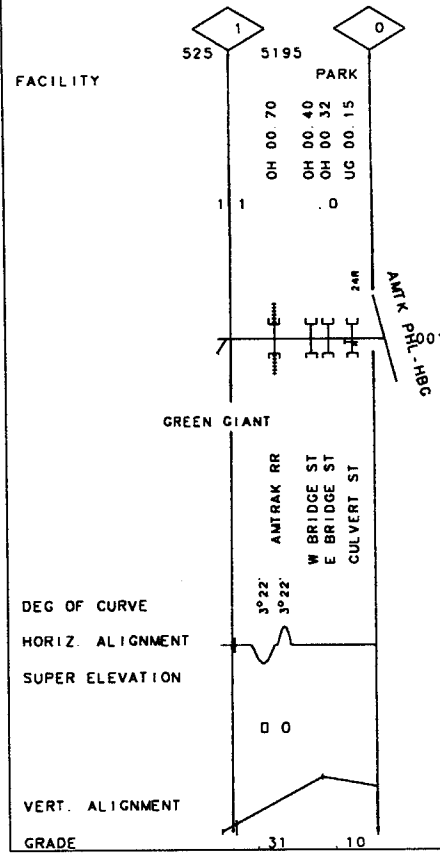 1 0
525 5195
FACILITY PARK
OH 00.70
OH 00.40
OH 00 32
UG 00.15
1 1 .0
24R
AMTK PHL-HBG
00
GREEN GIANT
AMTRAK RR
W BRIDGE ST
E BRIDGE ST
CULVERT ST
DEG OF CURVE
3°22'
3°22'
HORIZ. ALIGNMENT
SUPER ELEVATION
0 0
VERT. ALIGNMENT
GRADE .31 .10